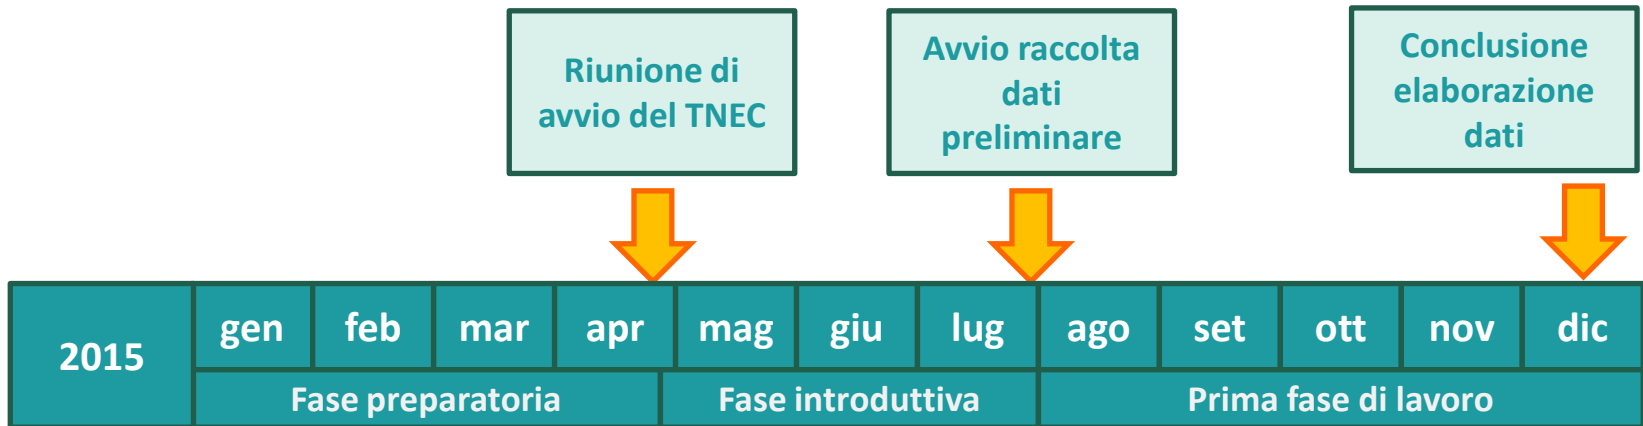 Riunione di
avvio del TNEC
Avvio raccolta
dati
preliminare
Conclusione
elaborazione
dati
2015
gen feb mar apr mag giu lug ago set ott nov dic
Fase preparatoria Fase introduttiva Prima fase di lavoro